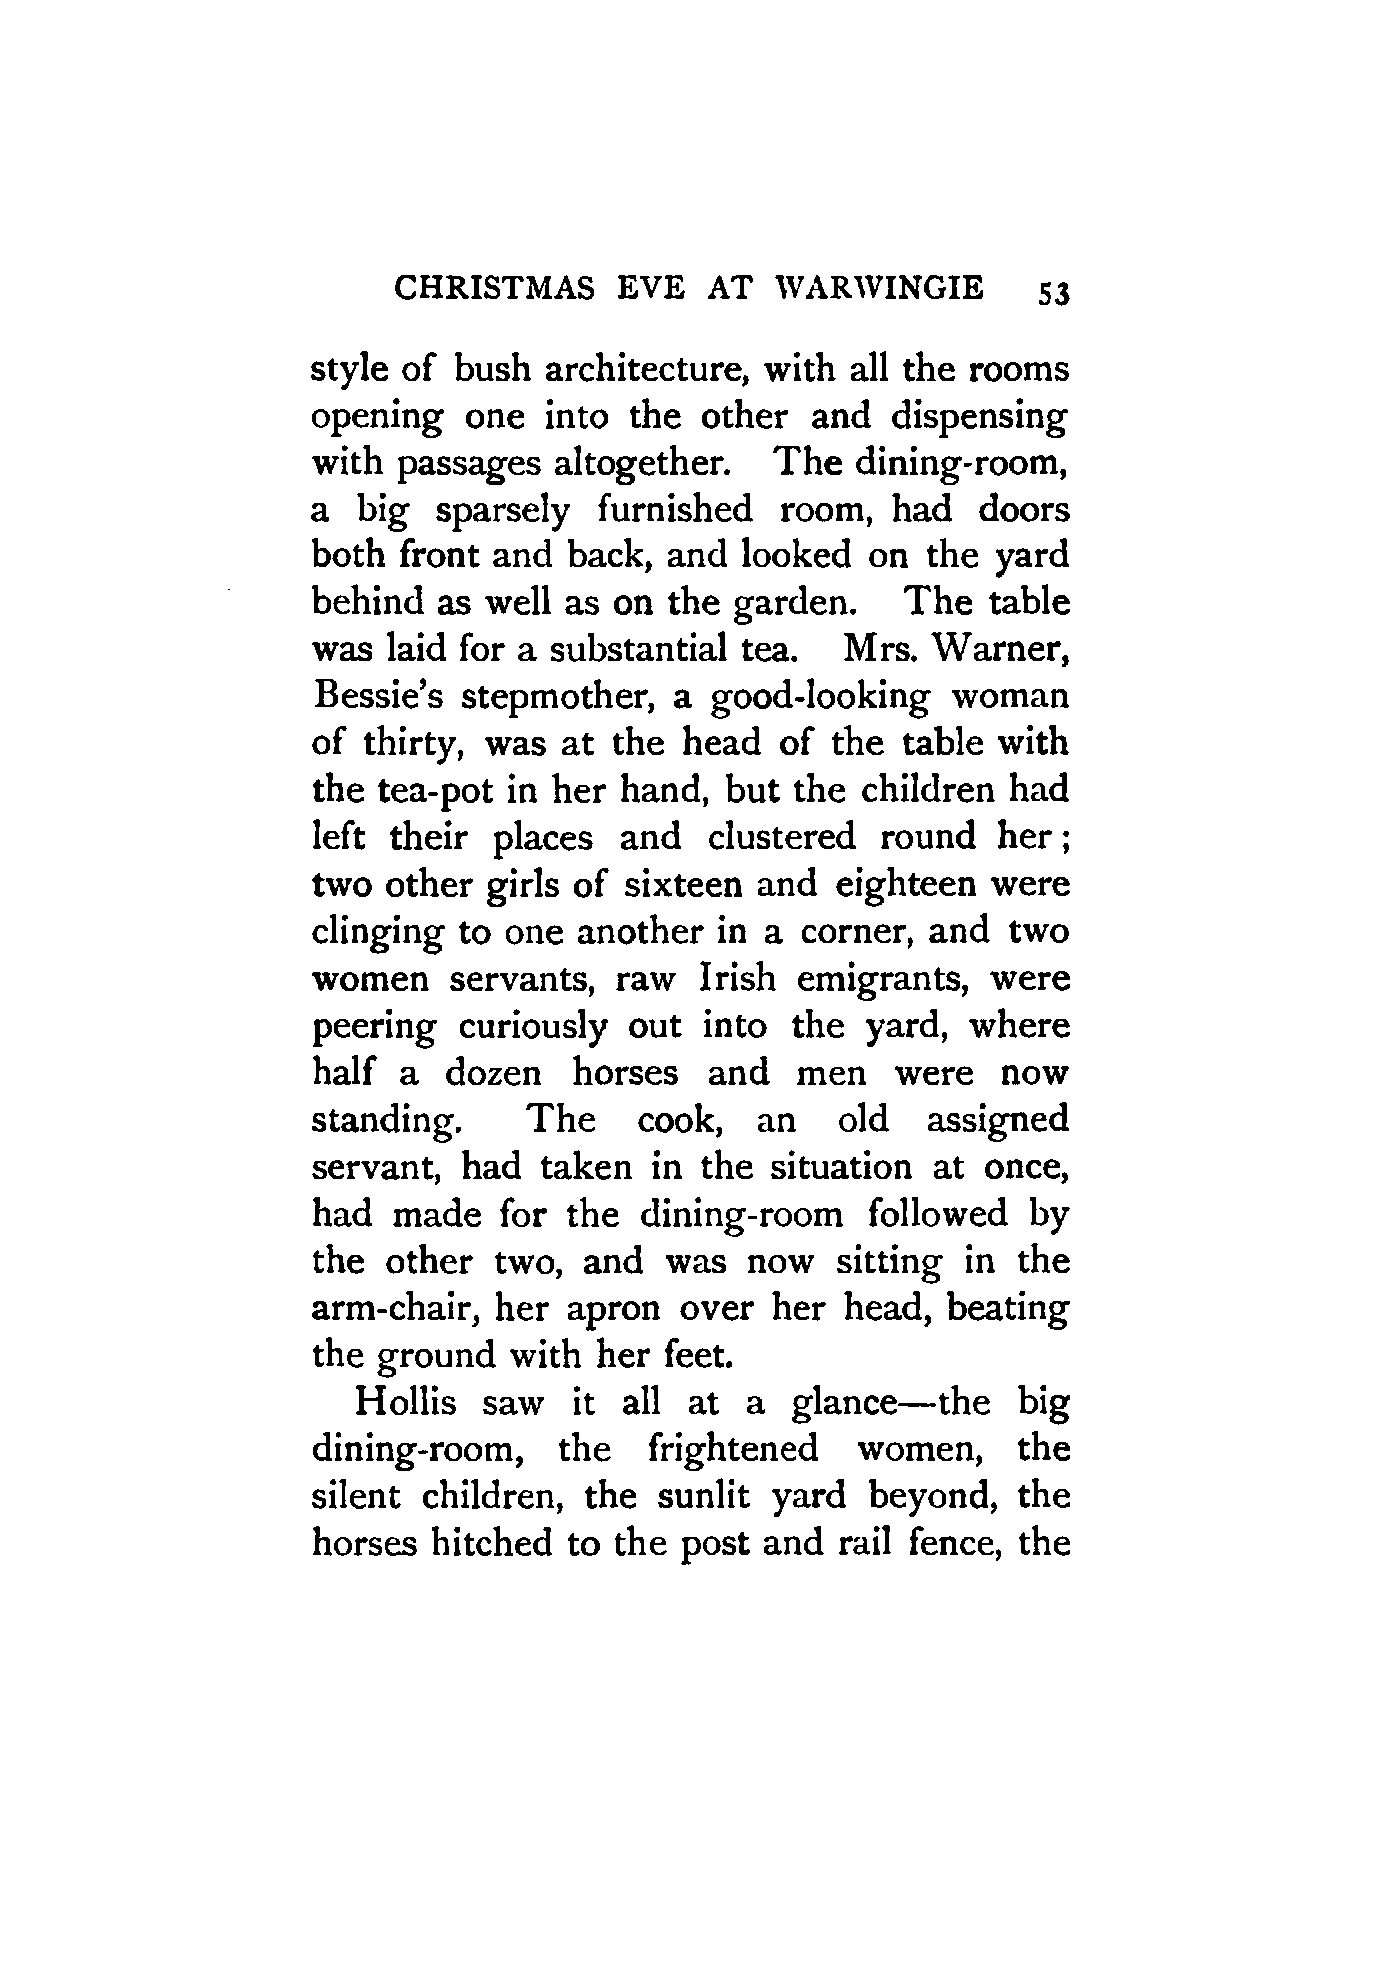 CHRISTMAS EVE AT WARWINGIE 53
style of bush architecture, with all the rooms
opening one into the other and dispensing
with passages altogether. The dining-room,
a big sparsely furnished room, had doors
both front and back, and looked on the yard
behind as well as on the garden. The table
was laid for a substantial tea. Mrs. Warner,
Bessie's stepmother, a good-looking woman
of thirty, was at the head of the table with
the tea-pot in her hand, but the children had
left their places and clustered round her ;
two other girls of sixteen and eighteen were
clinging to one another in a corner, and two
women servants, raw Irish emigrants, were
peering curiously out into the yard, where
half a dozen horses and men were now
standing. The cook, an old assigned
servant, had taken in the situation at once,
had made for the dining-room followed by
the other two, and was now sitting in the
arm-chair, her apron over her head, beating
the ground with her feet.
Hollis saw it all at a glance—the big
dining-room, the frightened women, the
silent children, the sunlit yard beyond, the
horses hitched to the post and rail fence, the